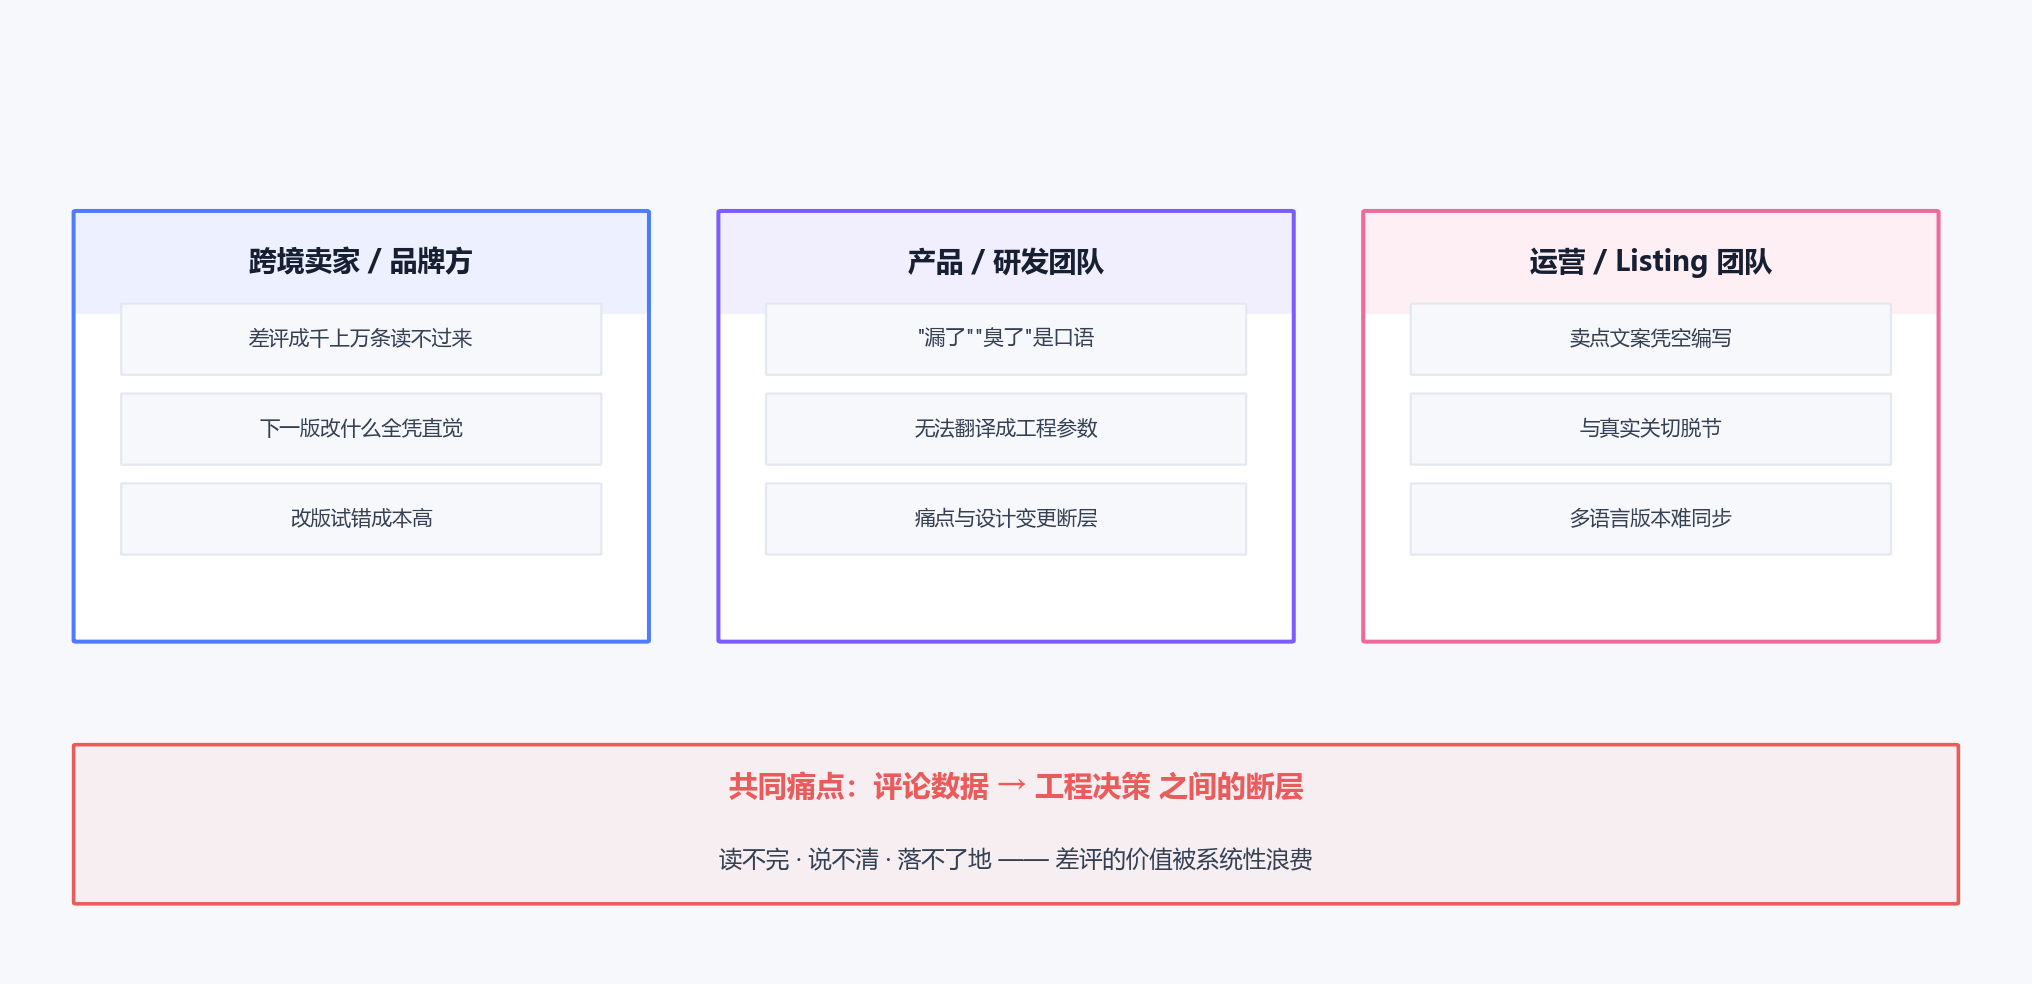 跨境卖家 / 品牌方
差评成千上万条读不过来
下一版改什么全凭直觉
改版试错成本高
产品 / 研发团队
"漏了""臭了"是口语
无法翻译成工程参数
痛点与设计变更断层
运营 / Listing 团队
卖点文案凭空编写
与真实关切脱节
多语言版本难同步
共同痛点：评论数据 → 工程决策 之间的断层
读不完 · 说不清 · 落不了地 —— 差评的价值被系统性浪费